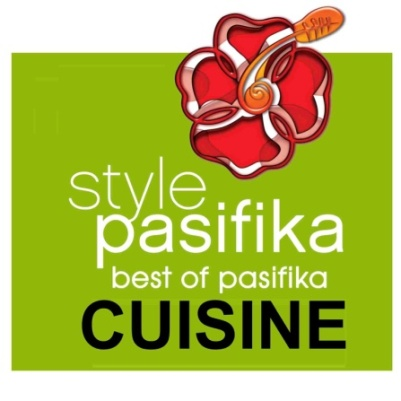 style
pasifika
best of pasifika
CUISINE